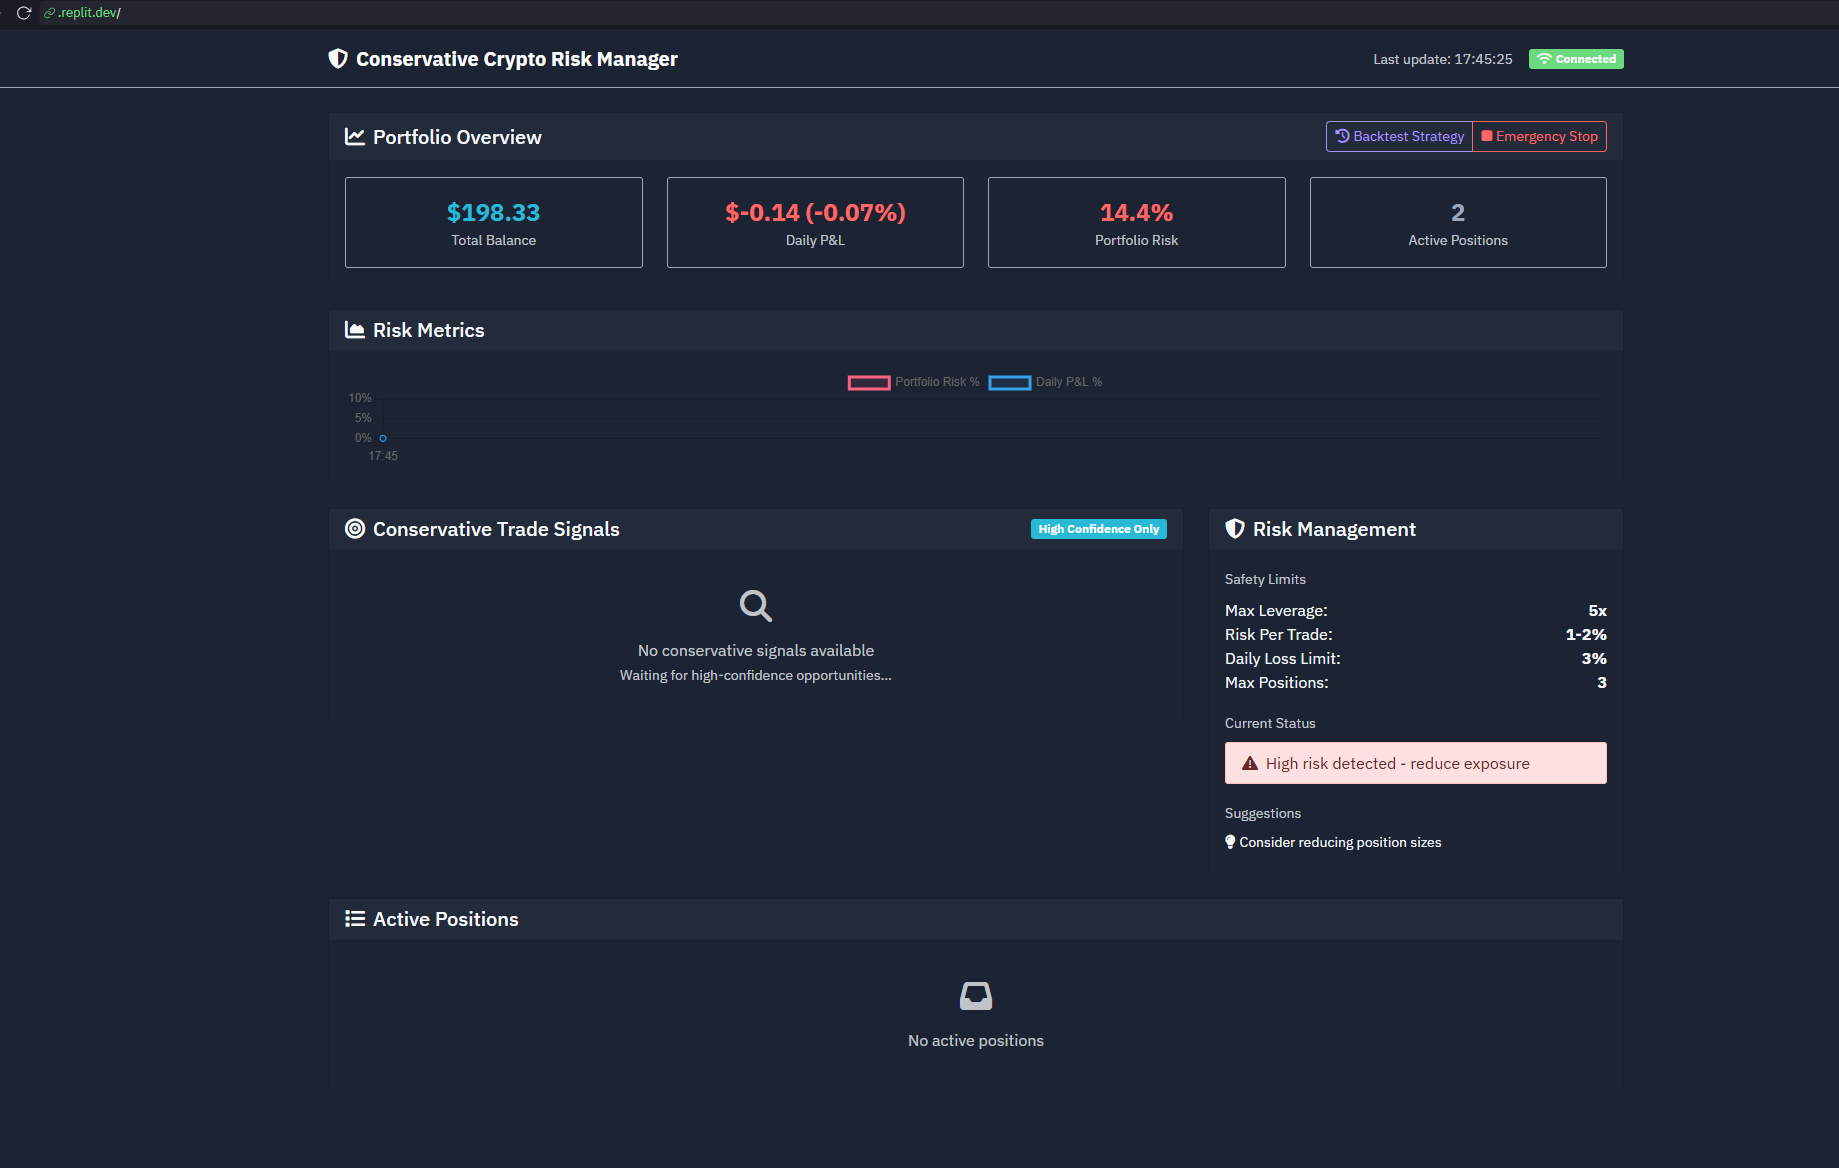 .replit.dev/
Conservative Crypto Risk Manager
Last update: 17:45:25
Connected
Portfolio Overview
Backtest Strategy
Emergency Stop
$198.33
Total Balance
$-0.14 (-0.07%)
Daily P&L
14.4%
Portfolio Risk
2
Active Positions
Risk Metrics
Portfolio Risk %
Daily P&L %
10%
5%
0%
17:45
Conservative Trade Signals
High Confidence Only
No conservative signals available
Waiting for high-confidence opportunities...
Risk Management
Safety Limits
Max Leverage: 5x
Risk Per Trade: 1-2%
Daily Loss Limit: 3%
Max Positions: 3
Current Status
High risk detected - reduce exposure
Suggestions
Consider reducing position sizes
Active Positions
No active positions